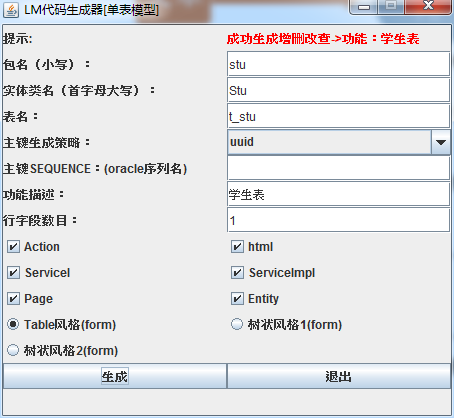 LM代码生成器[单表模型]
提示: 成功生成增删改查->功能：学生表
包名（小写）： stu
实体类名（首字母大写）： Stu
表名： t_stu
主键生成策略： uuid
主键SEQUENCE：(oracle序列名)
功能描述： 学生表
行字段数目： 1
Action html
ServiceI ServiceImpl
Page Entity
Table风格(form) 树状风格1(form)
树状风格2(form)
生成 退出